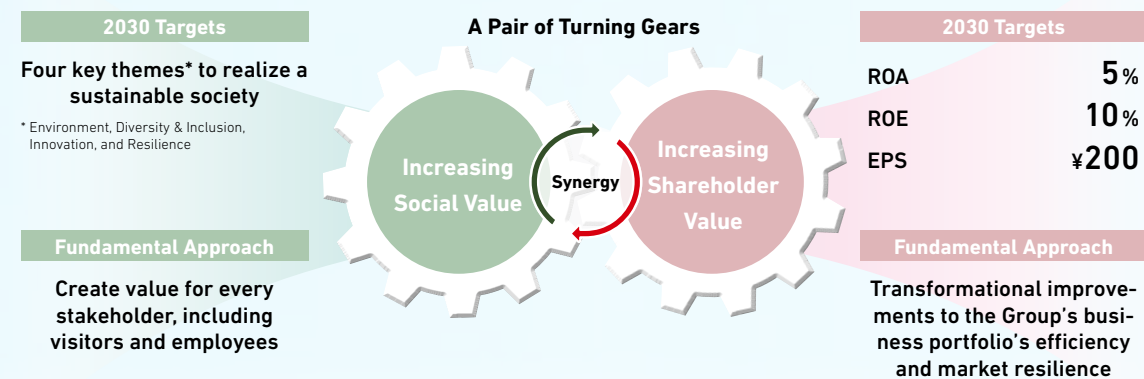 A Pair of Turning Gears
2030 Targets
Four key themes* to realize a
sustainable society
* Environment, Diversity & Inclusion,
Innovation, and Resilience
Fundamental Approach
Create value for every
stakeholder, including
visitors and employees
Increasing
Social Value
Synergy
Increasing
Shareholder
Value
2030 Targets
ROA 5%
ROE 10%
EPS ¥200
Fundamental Approach
Transformational improve-
ments to the Group's busi-
ness portfolio's efficiency
and market resilience